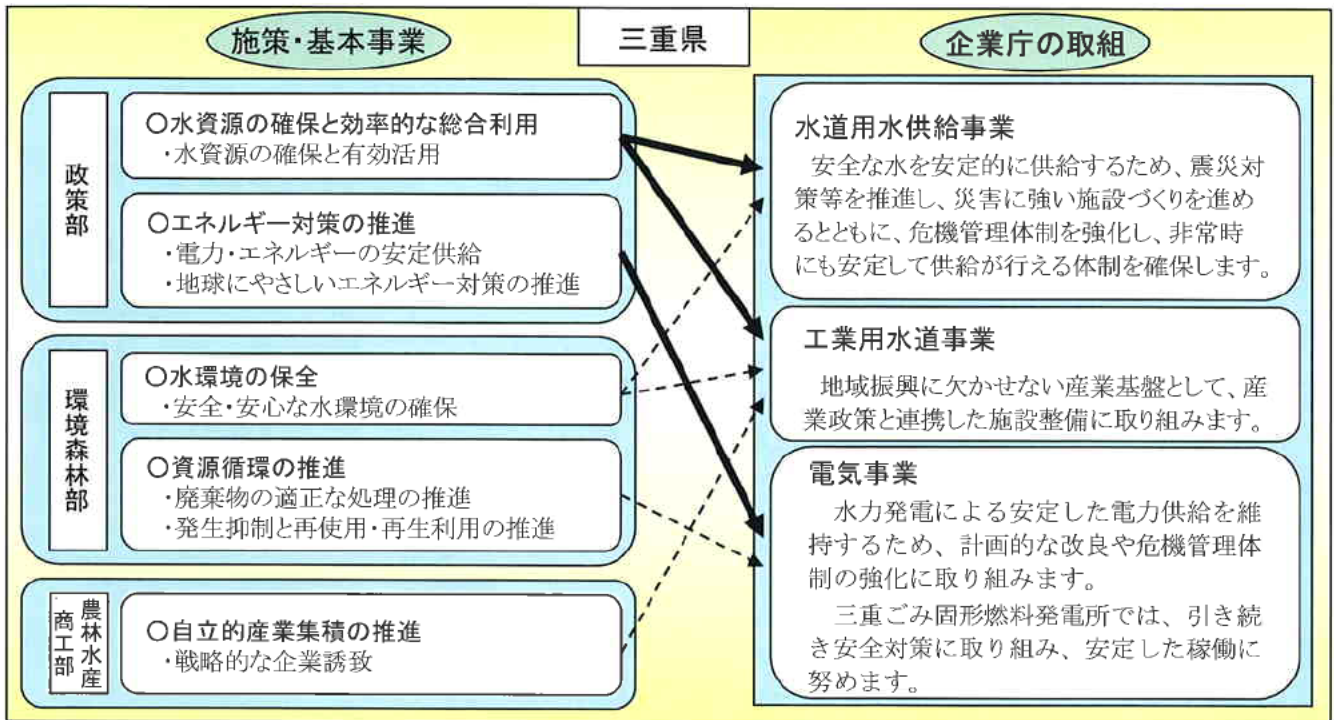 施策・基本事業
三重県
企業庁の取組
政策部
○水資源の確保と効率的な総合利用
・水資源の確保と有効活用
○エネルギー対策の推進
・電力・エネルギーの安定供給
・地球にやさしいエネルギー対策の推進
環境森林部
○水環境の保全
・安全・安心な水環境の確保
○資源循環の推進
・廃棄物の適正な処理の推進
・発生抑制と再使用・再生利用の推進
農林水産
商工部
○自立的産業集積の推進
・戦略的な企業誘致
水道用水供給事業
安全な水を安定的に供給するため、震災対
策等を推進し、災害に強い施設づくりを進め
るとともに、危機管理体制を強化し、非常時
にも安定して供給が行える体制を確保します。
工業用水道事業
地域振興に欠かせない産業基盤として、産
業政策と連携した施設整備に取り組みます。
電気事業
水力発電による安定した電力供給を維
持するため、計画的な改良や危機管理体
制の強化に取り組みます。
三重ごみ固形燃料発電所では、引き続
き安全対策に取り組み、安定した稼働に
努めます。